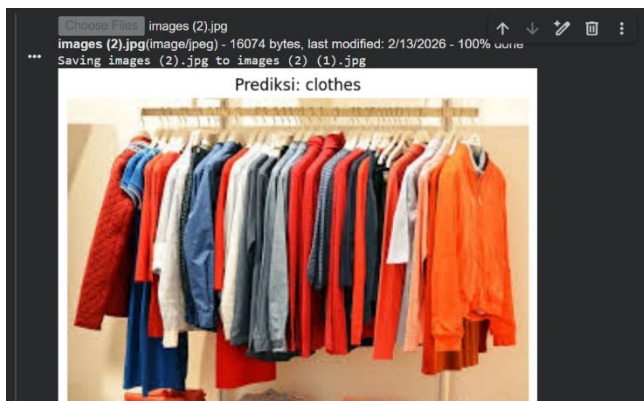 Choose Files images (2).jpg
images (2).jpg(image/jpeg) - 16074 bytes, last modified: 2/13/2026 - 100% done
Saving images (2).jpg to images (2) (1).jpg
Prediksi: clothes